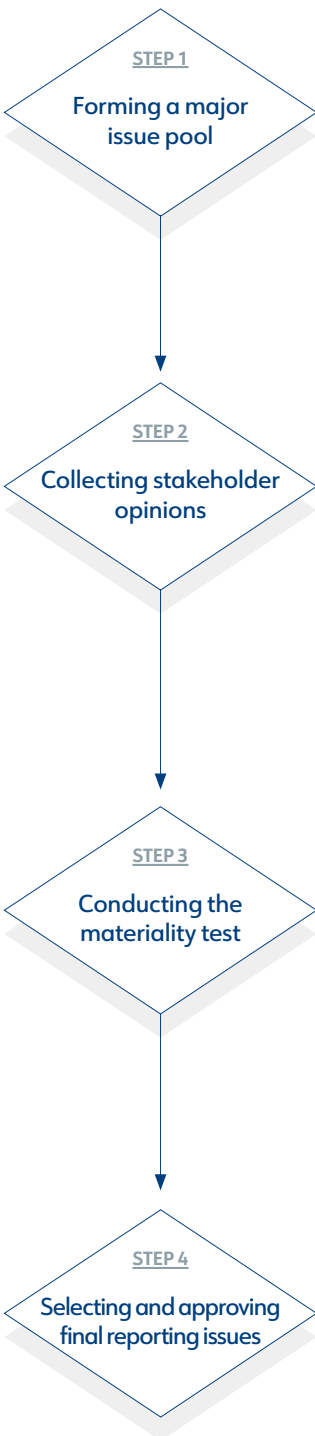 STEP 1
Forming a major
issue pool
STEP 2
Collecting stakeholder
opinions
STEP 3
Conducting the
materiality test
STEP 4
Selecting and approving
final reporting issues